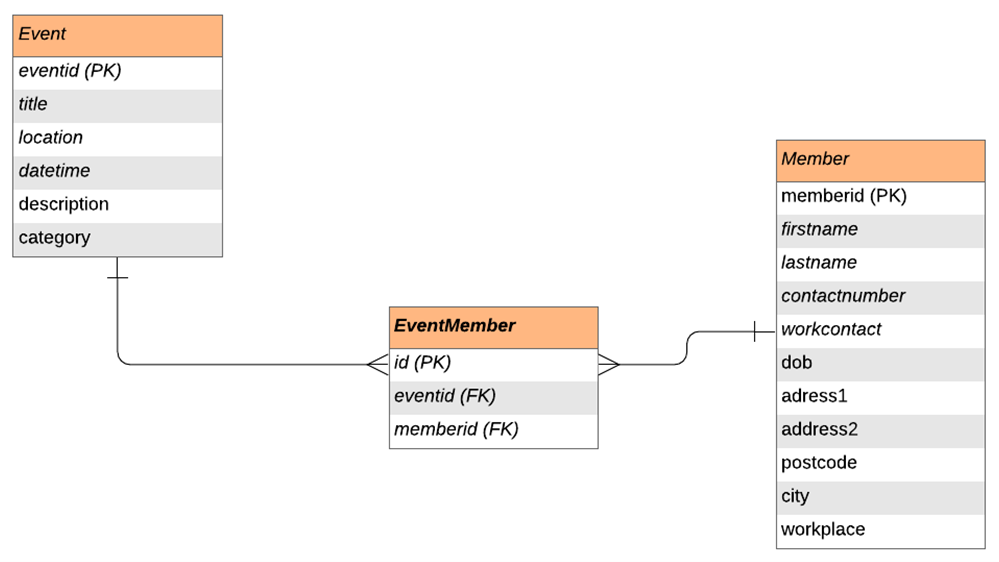 Event
eventid (PK)
title
location
datetime
description
category
EventMember
id (PK)
eventid (FK)
memberid (FK)
Member
memberid (PK)
firstname
lastname
contactnumber
workcontact
dob
adress1
address2
postcode
city
workplace